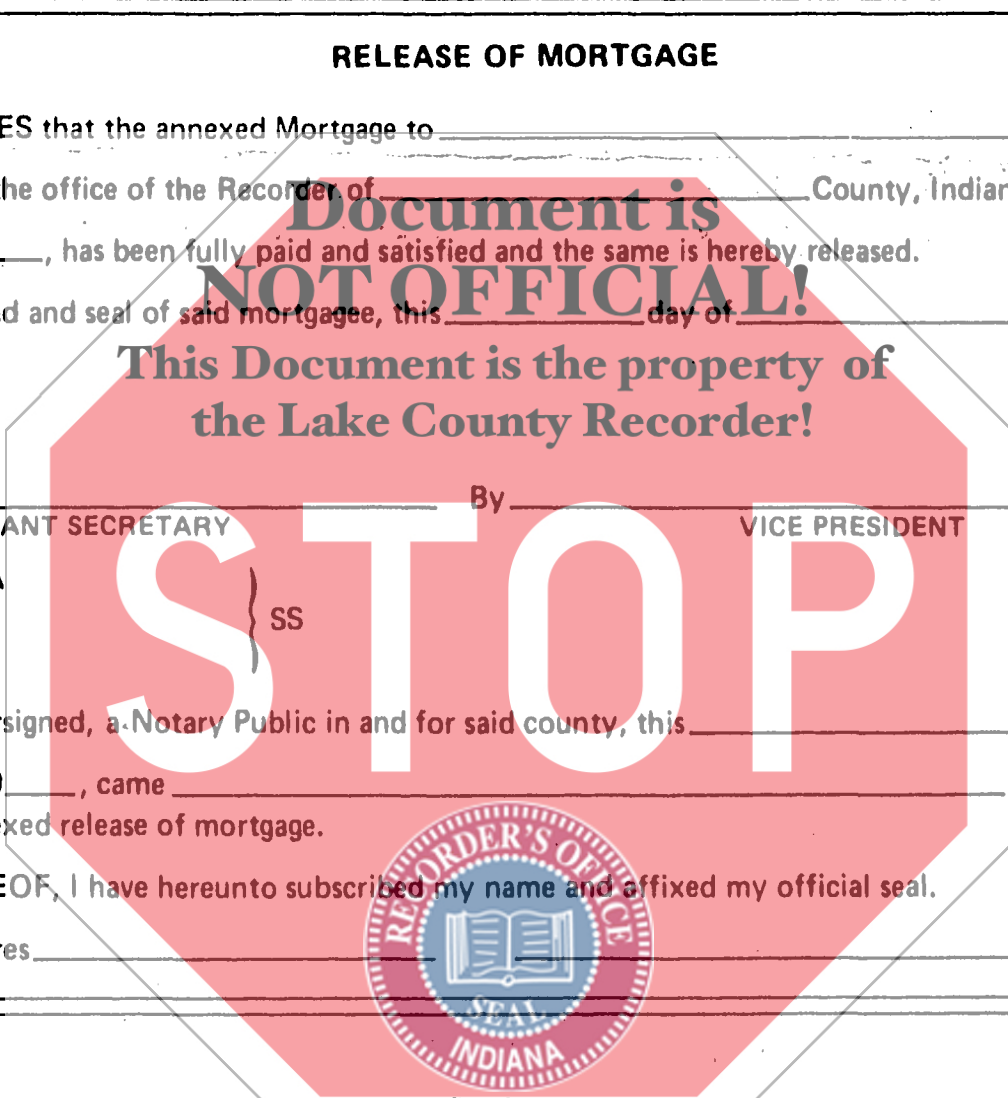 RELEASE OF MORTGAGE
ES that the annexed Mortgage to
he office of the Recorder of County, Indian
Document is
, has been fully paid and satisfied and the same is hereby released.
NOT OFFICIAL!
d and seal of said mortgagee, this day of
This Document is the property of
the Lake County Recorder!
By
ANT SECRETARY VICE PRESIDENT
STOP
SS
signed, a Notary Public in and for said county, this
, came
xed release of mortgage.
RECORDER'S OFFICE
EOF, I have hereunto subscribed my name and affixed my official seal.
es
SEAL
INDIANA